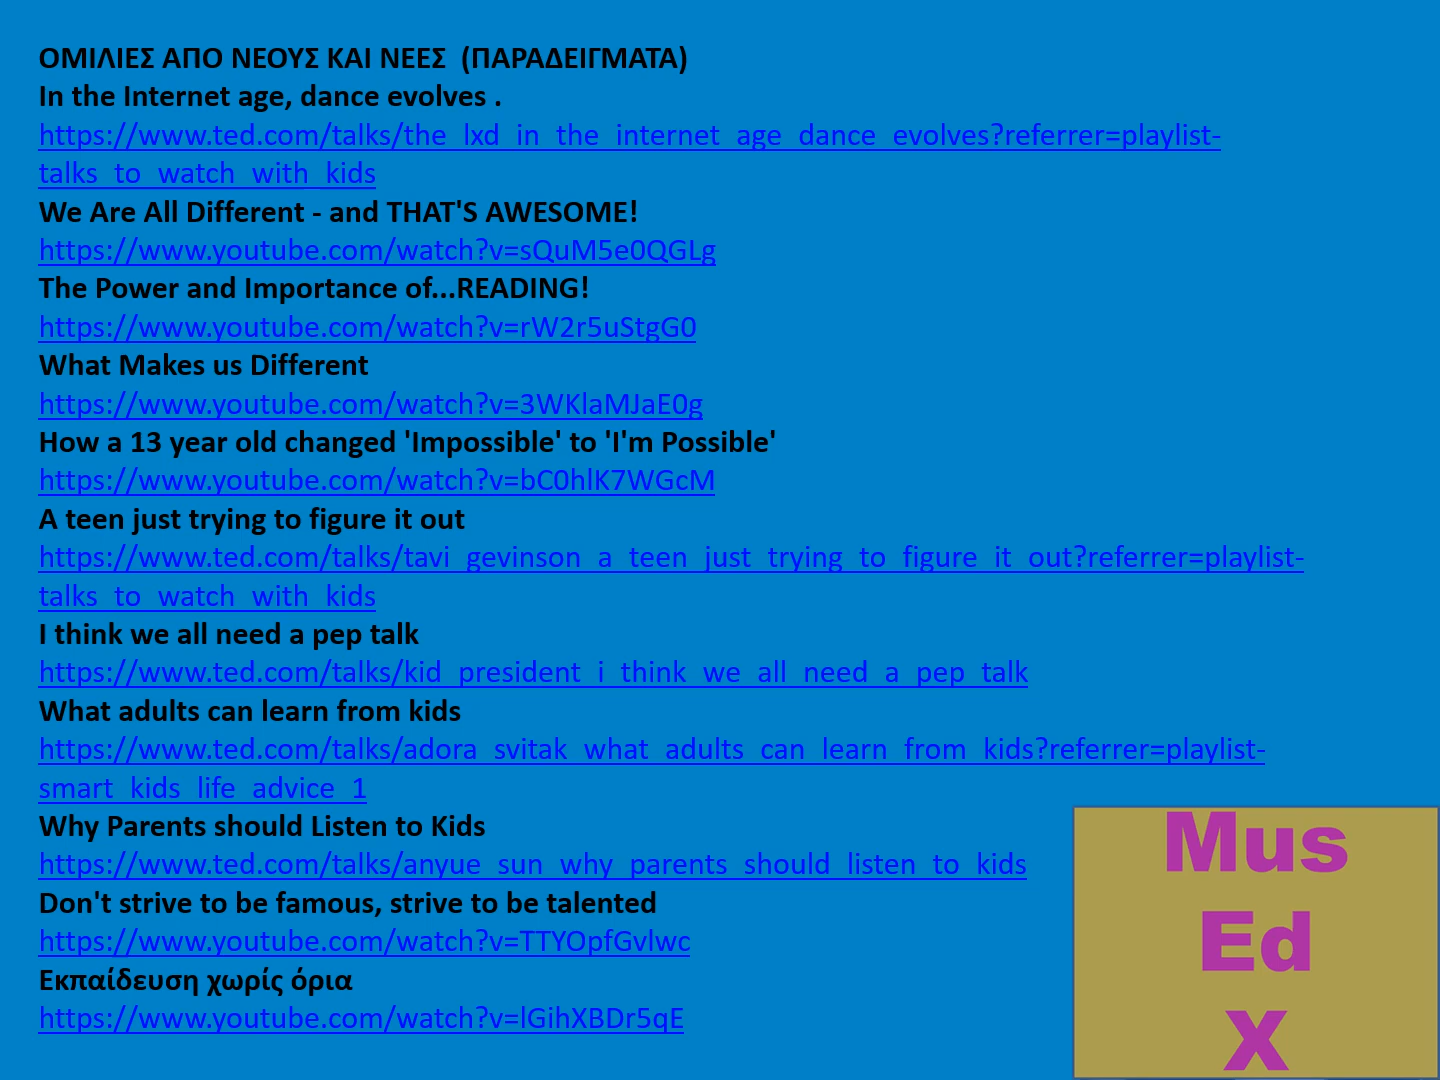 ΟΜΙΛΙΕΣ ΑΠΟ ΝΕΟΥΣ ΚΑΙ ΝΕΕΣ  (ΠΑΡΑΔΕΙΓΜΑΤΑ)
In the Internet age, dance evolves .
https://www.ted.com/talks/the_lxd_in_the_internet_age_dance_evolves?referrer=playlist-
talks_to_watch_with_kids
We Are All Different - and THAT'S AWESOME!
https://www.youtube.com/watch?v=sQuM5e0QGLg
The Power and Importance of...READING!
https://www.youtube.com/watch?v=rW2r5uStgG0
What Makes us Different
https://www.youtube.com/watch?v=3WKlaMJaE0g
How a 13 year old changed 'Impossible' to 'I'm Possible'
https://www.youtube.com/watch?v=bC0hlK7WGcM
A teen just trying to figure it out
https://www.ted.com/talks/tavi_gevinson_a_teen_just_trying_to_figure_it_out?referrer=playlist-
talks_to_watch_with_kids
I think we all need a pep talk
https://www.ted.com/talks/kid_president_i_think_we_all_need_a_pep_talk
What adults can learn from kids
https://www.ted.com/talks/adora_svitak_what_adults_can_learn_from_kids?referrer=playlist-
smart_kids_life_advice_1
Why Parents should Listen to Kids
https://www.ted.com/talks/anyue_sun_why_parents_should_listen_to_kids
Don't strive to be famous, strive to be talented
https://www.youtube.com/watch?v=TTYOpfGvlwc
Εκπαίδευση χωρίς όρια
https://www.youtube.com/watch?v=lGihXBDr5qE
Mus
Ed
X